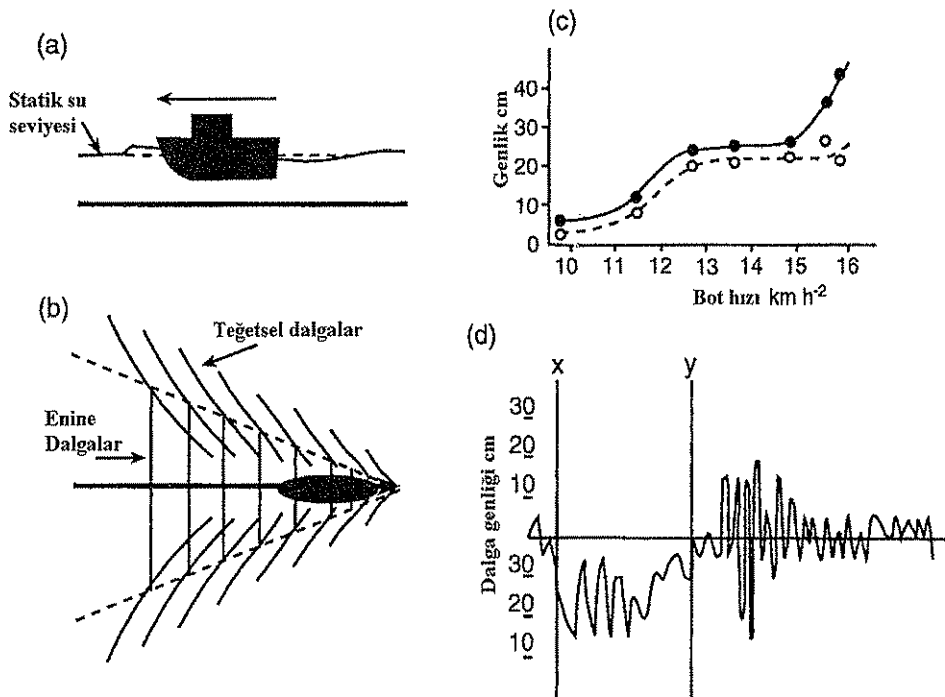 (a)
Statik su
seviyesi
(b)
Teğetsel dalgalar
Enine
Dalgalar
(c)
Genlik cm
40
30
20
10
0
10 11 12 13 14 15 16
Bot hızı km h-2
(d)
x y
Dalga genliği cm
30
20
10
30
20
10